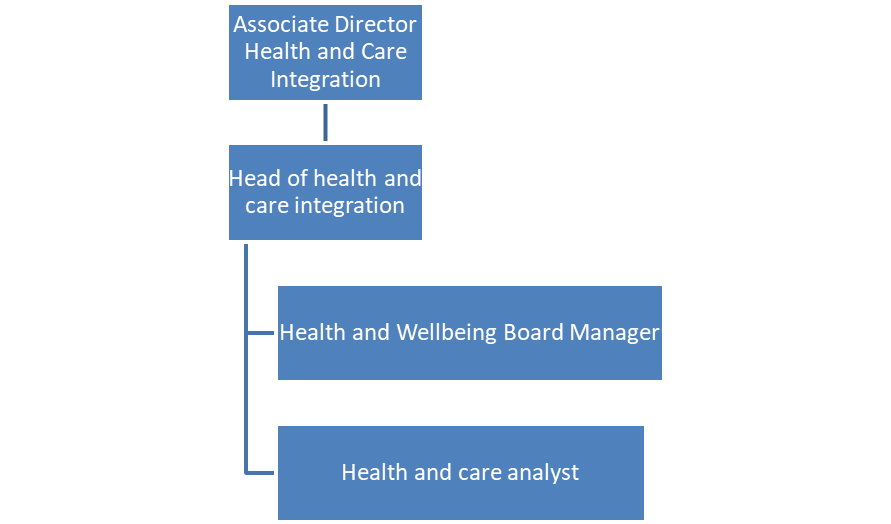 Associate Director
Health and Care
Integration
Head of health and
care integration
Health and Wellbeing Board Manager
Health and care analyst